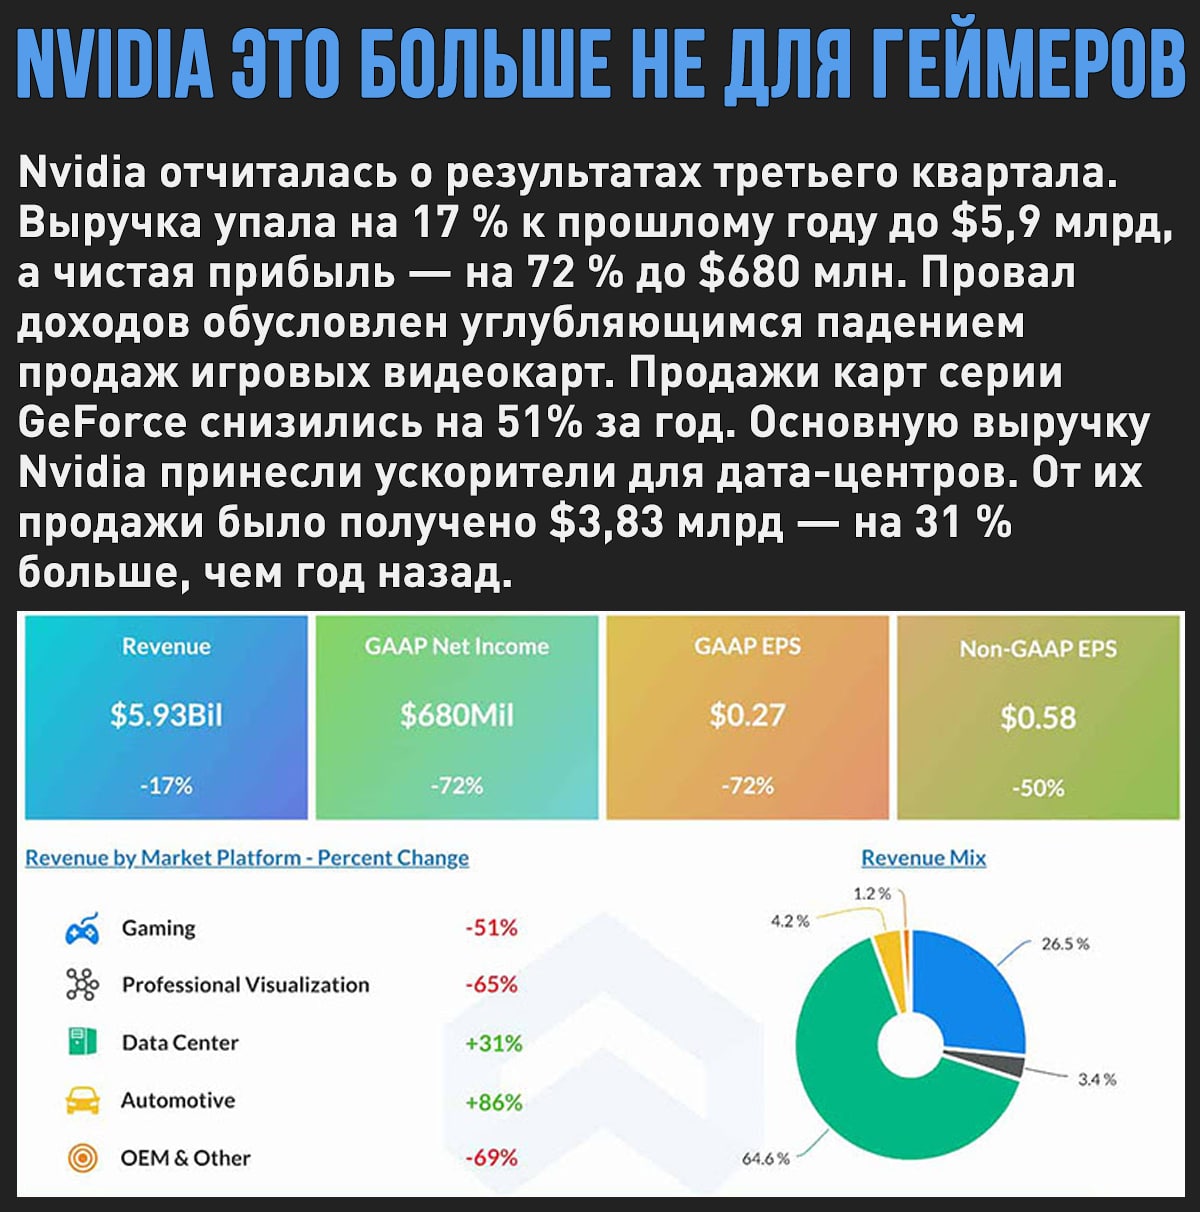 NVIDIA ЭТО БОЛЬШЕ НЕ ДЛЯ ГЕЙМЕРОВ
Nvidia отчиталась о результатах третьего квартала.
Выручка упала на 17 % к прошлому году до $5,9 млрд,
а чистая прибыль — на 72 % до $680 млн. Провал
доходов обусловлен углубляющимся падением
продаж игровых видеокарт. Продажи карт серии
GeForce снизились на 51% за год. Основную выручку
Nvidia принесли ускорители для дата-центров. От их
продажи было получено $3,83 млрд — на 31 %
больше, чем год назад.
Revenue
$5.93Bil
-17%
GAAP Net Income
$680Mil
-72%
GAAP EPS
$0.27
-72%
Non-GAAP EPS
$0.58
-50%
Revenue by Market Platform - Percent Change
Gaming -51%
Professional Visualization -65%
Data Center +31%
Automotive +86%
OEM & Other -69%
Revenue Mix
1.2%
4.2%
26.5%
3.4%
64.6%